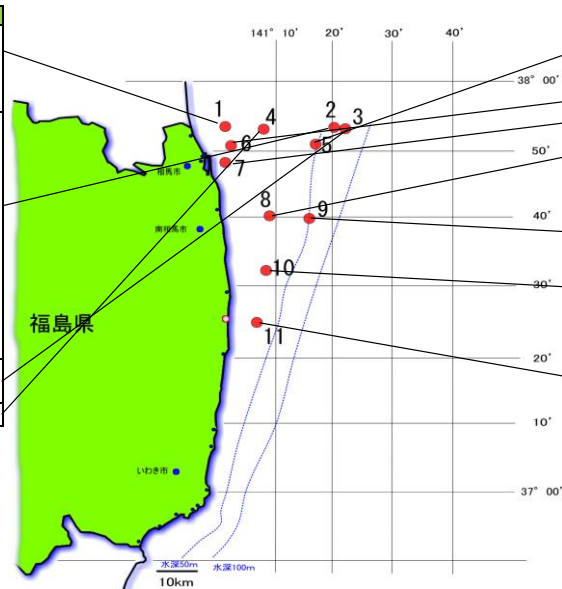 141° 10′ 20′ 30′ 40′
38° 00′
1 4 2 3
6 5 50′
7
相馬市
8 9 40′
南相馬市
10 30′
福島県
11
20′
10′
いわき市
37° 00′
水深50m 水深100m
10km